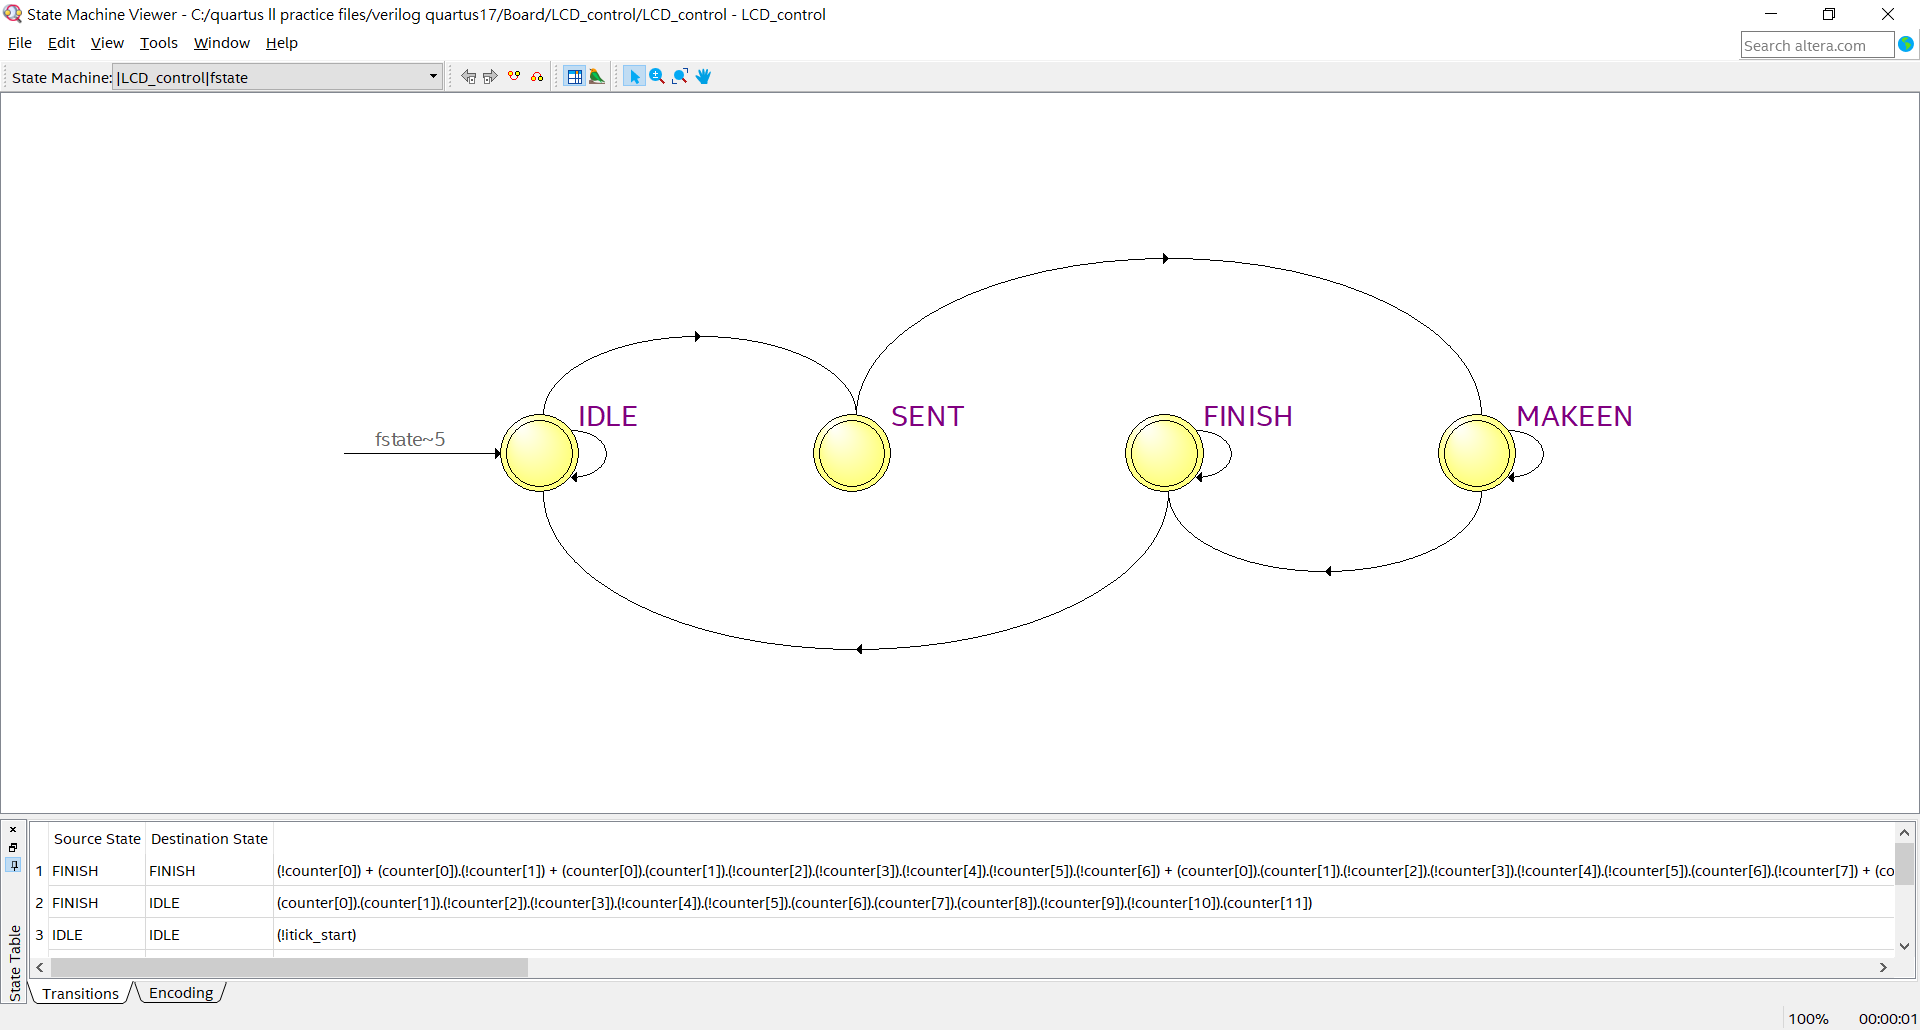 State Machine Viewer - C:/quartus ll practice files/verilog quartus17/Board/LCD_control/LCD_control - LCD_control
File Edit View Tools Window Help
Search altera.com
State Machine: |LCD_control|fstate
IDLE SENT FINISH MAKEEN
fstate~5
Source State Destination State
1 FINISH FINISH (!counter[0]) + (counter[0]).(!counter[1]) + (counter[0]).(counter[1]).(!counter[2]).(!counter[3]).(!counter[4]).(!counter[5]).(!counter[6]) + (counter[0]).(counter[1]).(!counter[2]).(!counter[3]).(!counter[4]).(!counter[5]).(counter[6]).(!counter[7]) + (co
2 FINISH IDLE (counter[0]).(counter[1]).(!counter[2]).(!counter[3]).(!counter[4]).(!counter[5]).(counter[6]).(counter[7]).(counter[8]).(!counter[9]).(!counter[10]).(counter[11])
3 IDLE IDLE (!itick_start)
State Table
Transitions Encoding
100% 00:00:01